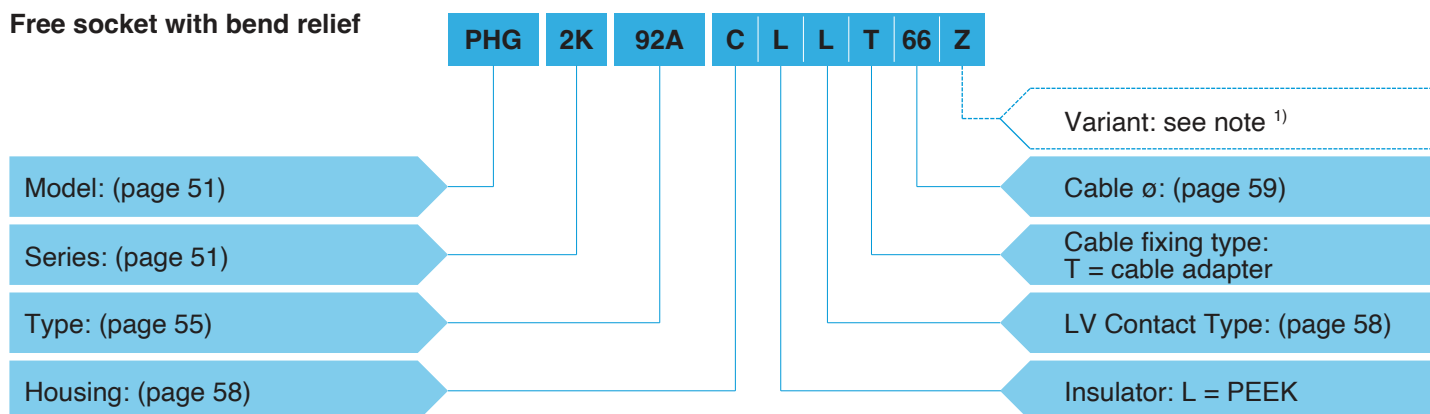 Free socket with bend relief
PHG 2K 92A C L L T 66 Z
Variant: see note 1)
Model: (page 51)
Cable ø: (page 59)
Series: (page 51)
Cable fixing type:
T = cable adapter
Type: (page 55)
LV Contact Type: (page 58)
Housing: (page 58)
Insulator: L = PEEK